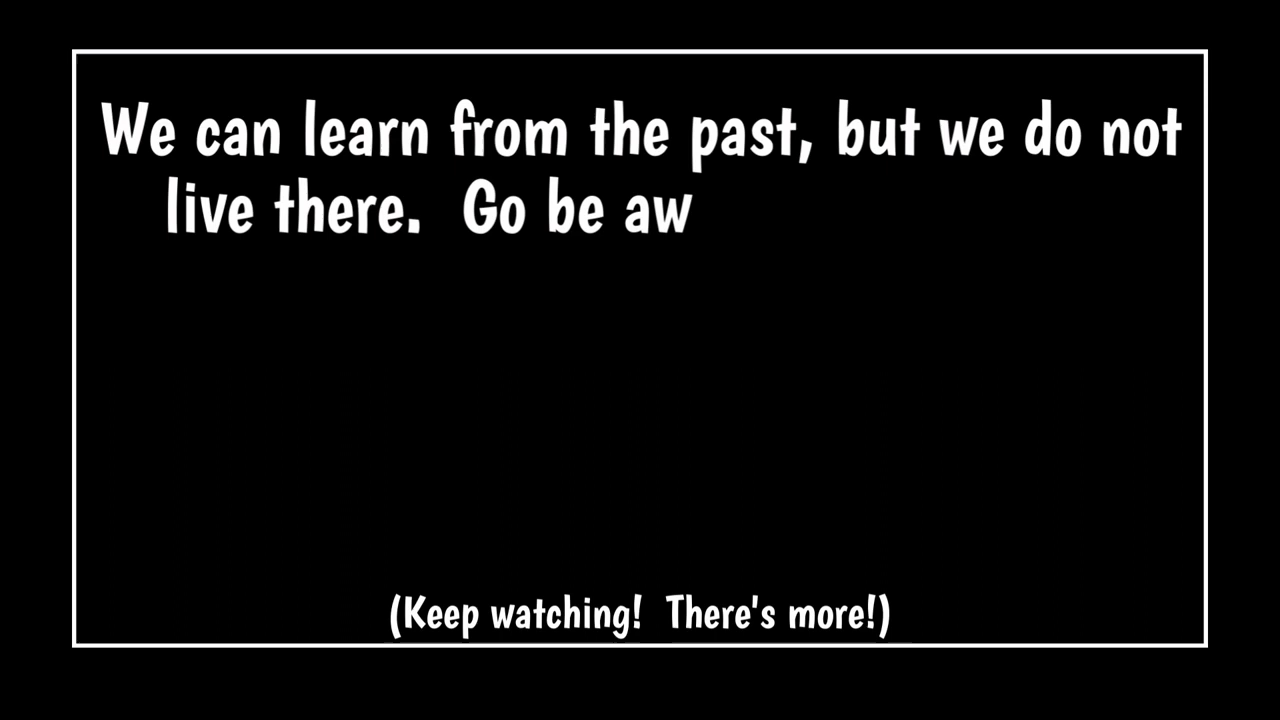 We can learn from the past, but we do not
live there.  Go be aw
(Keep watching!  There's more!)